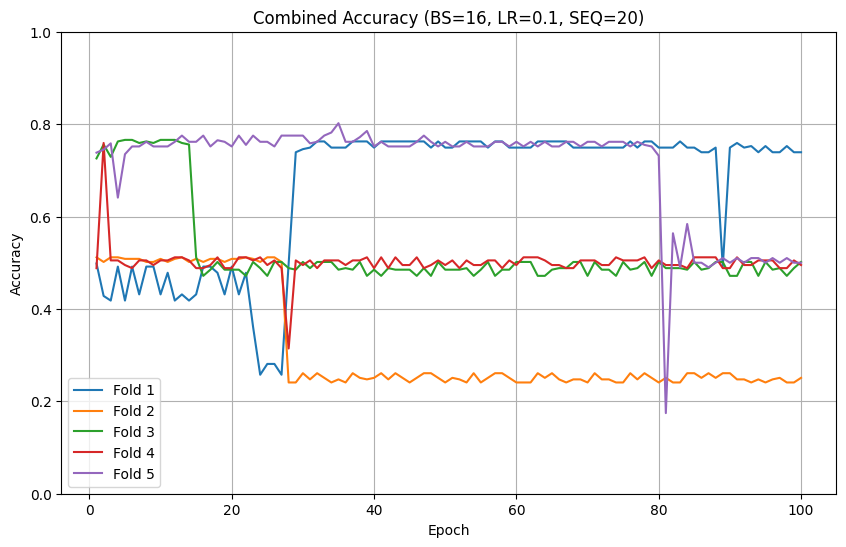 Combined Accuracy (BS=16, LR=0.1, SEQ=20)
1.0
0.8
0.6
0.4
0.2
0.0
Accuracy
Fold 1
Fold 2
Fold 3
Fold 4
Fold 5
0 20 40 60 80 100
Epoch